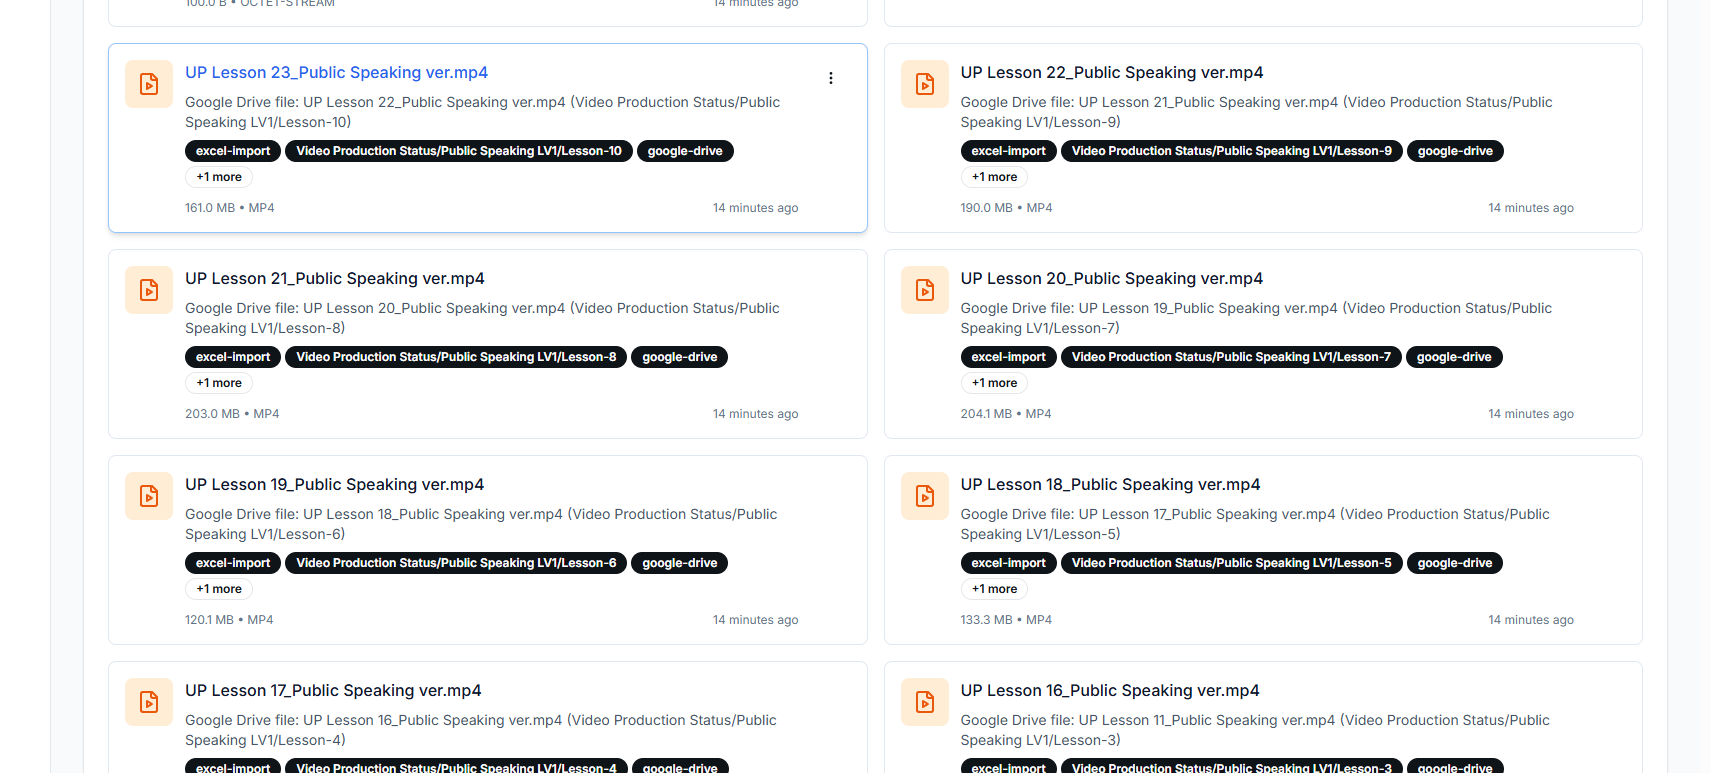 100.0 B • OCTET-STREAM
14 minutes ago
UP Lesson 23_Public Speaking ver.mp4
Google Drive file: UP Lesson 22_Public Speaking ver.mp4 (Video Production Status/Public
Speaking LV1/Lesson-10)
excel-import Video Production Status/Public Speaking LV1/Lesson-10 google-drive
+1 more
161.0 MB • MP4
14 minutes ago
UP Lesson 22_Public Speaking ver.mp4
Google Drive file: UP Lesson 21_Public Speaking ver.mp4 (Video Production Status/Public
Speaking LV1/Lesson-9)
excel-import Video Production Status/Public Speaking LV1/Lesson-9 google-drive
+1 more
190.0 MB • MP4
14 minutes ago
UP Lesson 21_Public Speaking ver.mp4
Google Drive file: UP Lesson 20_Public Speaking ver.mp4 (Video Production Status/Public
Speaking LV1/Lesson-8)
excel-import Video Production Status/Public Speaking LV1/Lesson-8 google-drive
+1 more
203.0 MB • MP4
14 minutes ago
UP Lesson 20_Public Speaking ver.mp4
Google Drive file: UP Lesson 19_Public Speaking ver.mp4 (Video Production Status/Public
Speaking LV1/Lesson-7)
excel-import Video Production Status/Public Speaking LV1/Lesson-7 google-drive
+1 more
204.1 MB • MP4
14 minutes ago
UP Lesson 19_Public Speaking ver.mp4
Google Drive file: UP Lesson 18_Public Speaking ver.mp4 (Video Production Status/Public
Speaking LV1/Lesson-6)
excel-import Video Production Status/Public Speaking LV1/Lesson-6 google-drive
+1 more
120.1 MB • MP4
14 minutes ago
UP Lesson 18_Public Speaking ver.mp4
Google Drive file: UP Lesson 17_Public Speaking ver.mp4 (Video Production Status/Public
Speaking LV1/Lesson-5)
excel-import Video Production Status/Public Speaking LV1/Lesson-5 google-drive
+1 more
133.3 MB • MP4
14 minutes ago
UP Lesson 17_Public Speaking ver.mp4
Google Drive file: UP Lesson 16_Public Speaking ver.mp4 (Video Production Status/Public
Speaking LV1/Lesson-4)
excel-import Video Production Status/Public Speaking LV1/Lesson-4 google-drive
UP Lesson 16_Public Speaking ver.mp4
Google Drive file: UP Lesson 11_Public Speaking ver.mp4 (Video Production Status/Public
Speaking LV1/Lesson-3)
excel-import Video Production Status/Public Speaking LV1/Lesson-3 google-drive